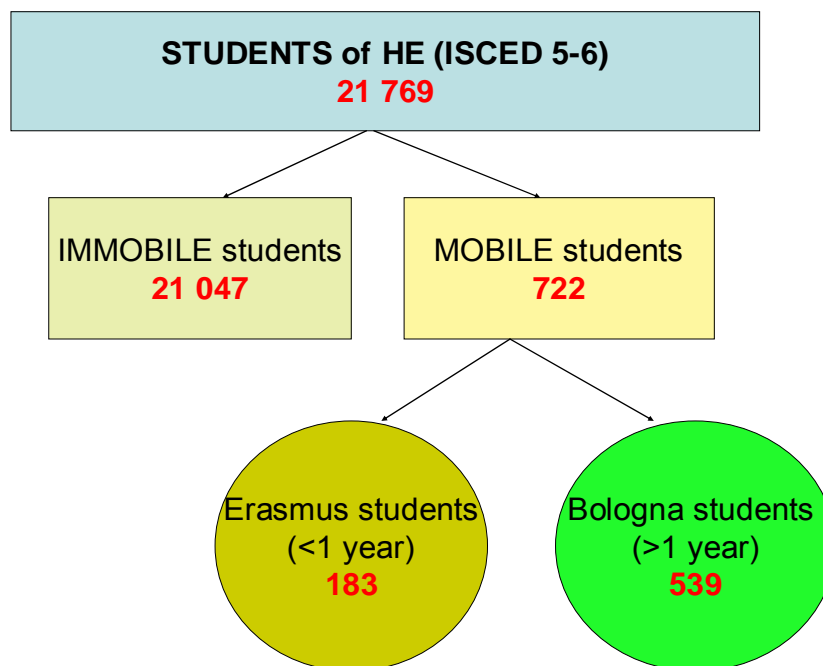 STUDENTS of HE (ISCED 5-6)
21 769
IMMOBILE students
21 047
MOBILE students
722
Erasmus students
(<1 year)
183
Bologna students
(>1 year)
539